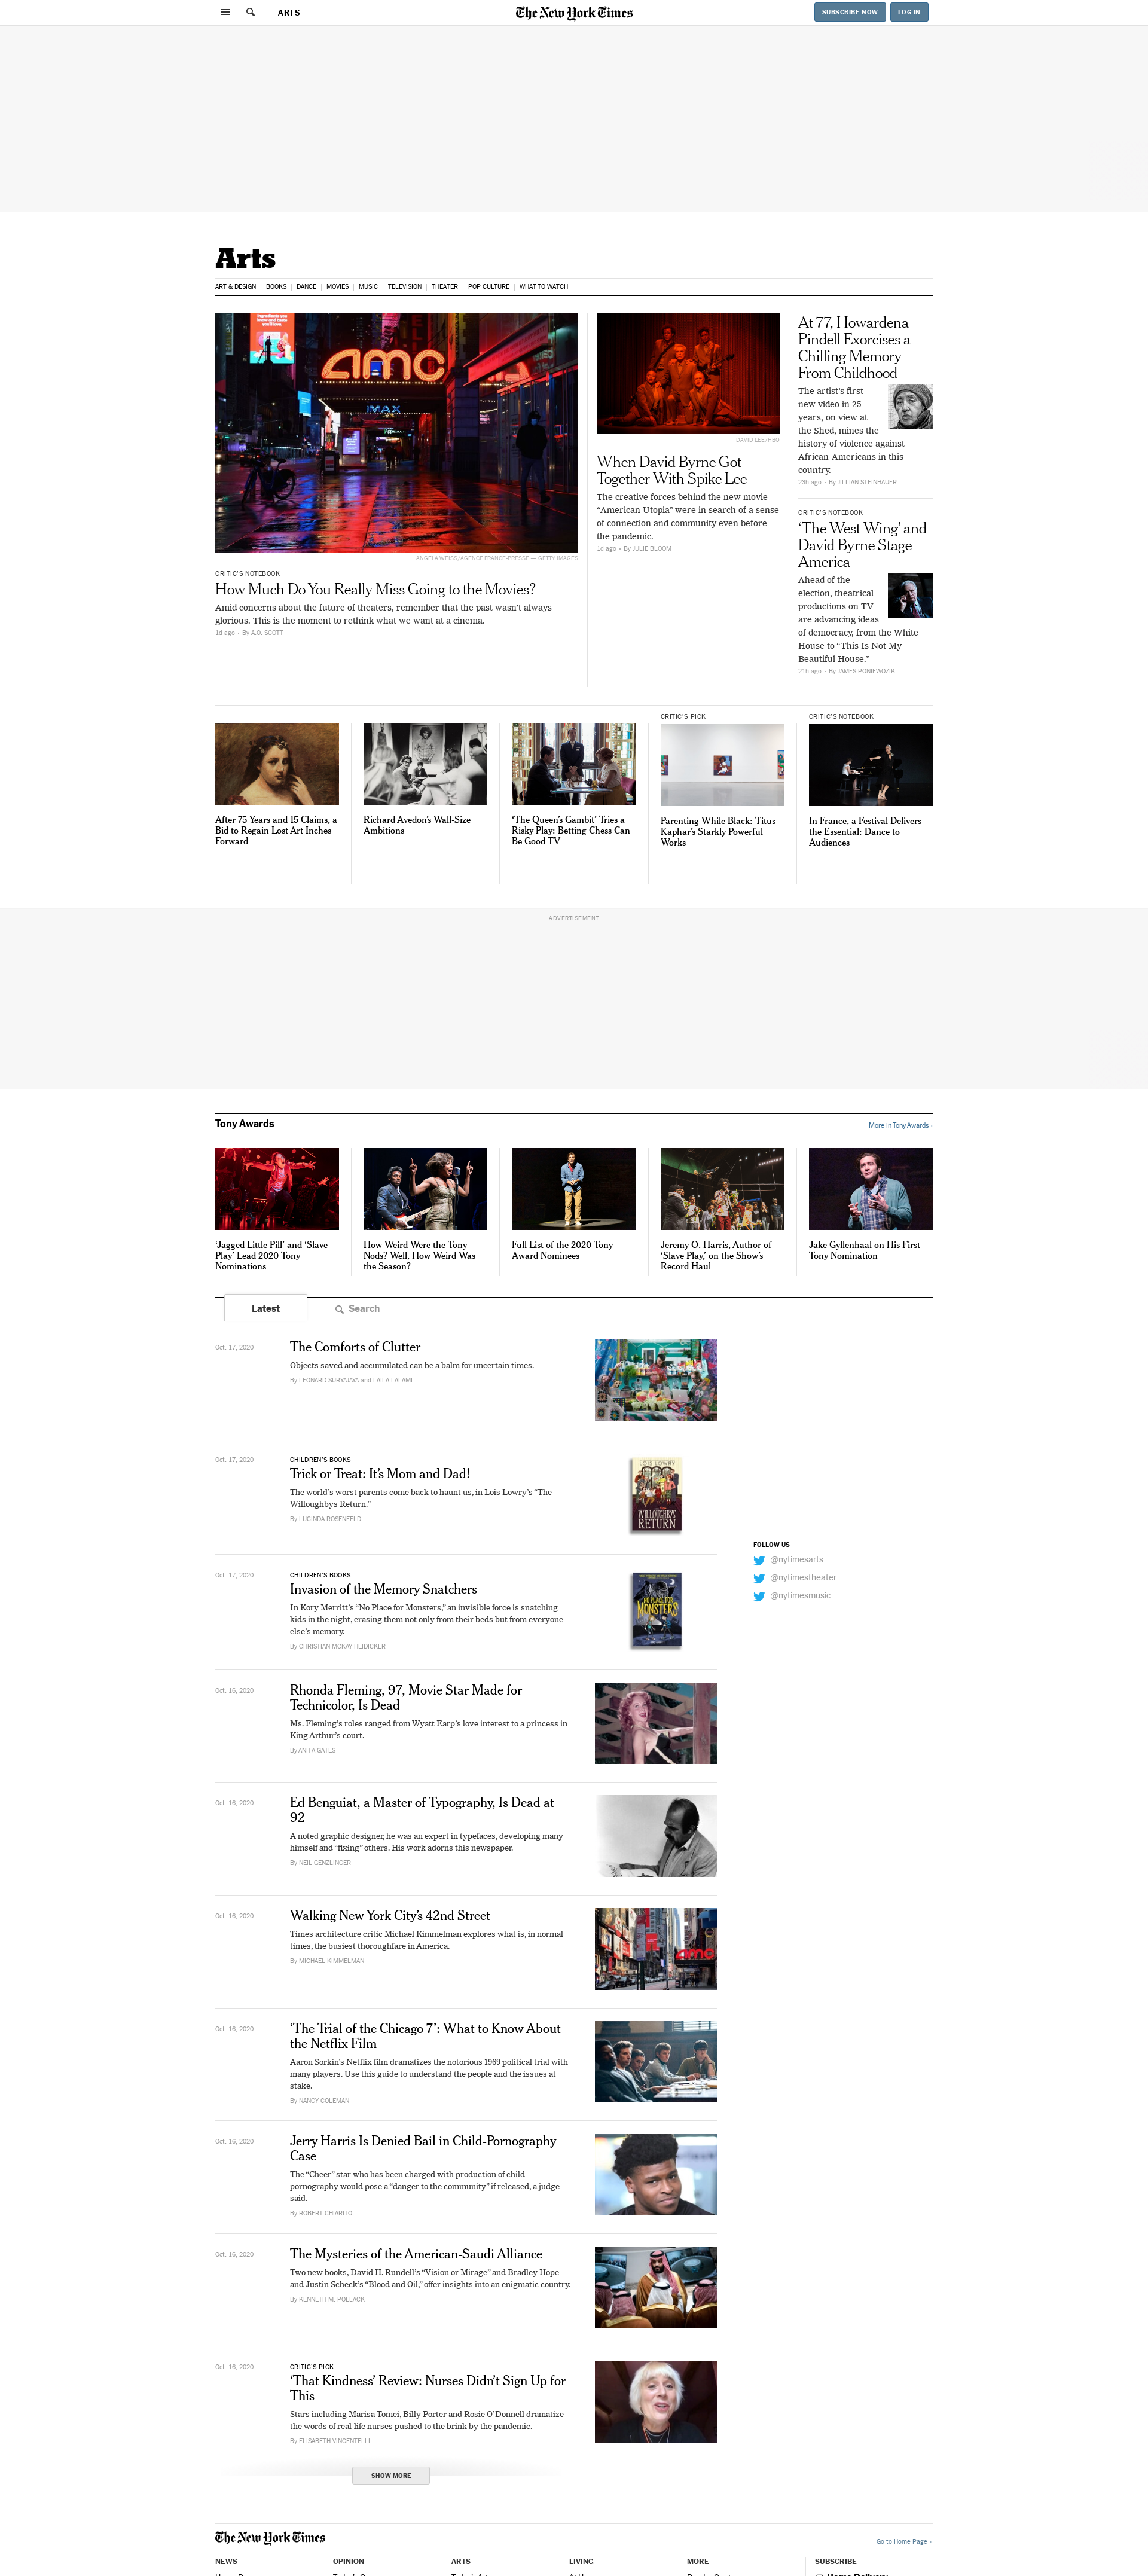 ARTS
The New York Times
SUBSCRIBE NOW
LOG IN
Arts
ART & DESIGN
BOOKS
DANCE
MOVIES
MUSIC
TELEVISION
THEATER
POP CULTURE
WHAT TO WATCH
amc
IMAX
ANGELA WEISS/AGENCE FRANCE-PRESSE — GETTY IMAGES
CRITIC'S NOTEBOOK
How Much Do You Really Miss Going to the Movies?
Amid concerns about the future of theaters, remember that the past wasn't always
glorious. This is the moment to rethink what we want at a cinema.
1d ago • By A.O. SCOTT
DAVID LEE/HBO
When David Byrne Got
Together With Spike Lee
The creative forces behind the new movie
“American Utopia” were in search of a sense
of connection and community even before
the pandemic.
1d ago • By JULIE BLOOM
At 77, Howardena
Pindell Exorcises a
Chilling Memory
From Childhood
The artist's first
new video in 25
years, on view at
the Shed, mines the
history of violence against
African-Americans in this
country.
23h ago • By JILLIAN STEINHAUER
CRITIC'S NOTEBOOK
‘The West Wing’ and
David Byrne Stage
America
Ahead of the
election, theatrical
productions on TV
are advancing ideas
of democracy, from the White
House to “This Is Not My
Beautiful House.”
21h ago • By JAMES PONIEWOZIK
After 75 Years and 15 Claims, a
Bid to Regain Lost Art Inches
Forward
Richard Avedon’s Wall-Size
Ambitions
‘The Queen’s Gambit’ Tries a
Risky Play: Betting Chess Can
Be Good TV
CRITIC’S PICK
Parenting While Black: Titus
Kaphar’s Starkly Powerful
Works
CRITIC’S NOTEBOOK
In France, a Festival Delivers
the Essential: Dance to
Audiences
ADVERTISEMENT
Tony Awards
More in Tony Awards ›
‘Jagged Little Pill’ and ‘Slave
Play’ Lead 2020 Tony
Nominations
How Weird Were the Tony
Nods? Well, How Weird Was
the Season?
Full List of the 2020 Tony
Award Nominees
Jeremy O. Harris, Author of
‘Slave Play,’ on the Show’s
Record Haul
Jake Gyllenhaal on His First
Tony Nomination
Latest
Search
Oct. 17, 2020
The Comforts of Clutter
Objects saved and accumulated can be a balm for uncertain times.
By LEONARD SURYAJAYA and LAILA LALAMI
Oct. 17, 2020
CHILDREN’S BOOKS
Trick or Treat: It’s Mom and Dad!
The world’s worst parents come back to haunt us, in Lois Lowry’s “The
Willoughbys Return.”
By LUCINDA ROSENFELD
LOIS LOWRY
WILLOUGHBYS
RETURN
FOLLOW US
@nytimesarts
@nytimestheater
@nytimesmusic
Oct. 17, 2020
CHILDREN’S BOOKS
Invasion of the Memory Snatchers
In Kory Merritt’s “No Place for Monsters,” an invisible force is snatching
kids in the night, erasing them not only from their beds but from everyone
else’s memory.
By CHRISTIAN MCKAY HEIDICKER
NO PLACE FOR
MONSTERS
Oct. 16, 2020
Rhonda Fleming, 97, Movie Star Made for
Technicolor, Is Dead
Ms. Fleming’s roles ranged from Wyatt Earp’s love interest to a princess in
King Arthur’s court.
By ANITA GATES
Oct. 16, 2020
Ed Benguiat, a Master of Typography, Is Dead at
92
A noted graphic designer, he was an expert in typefaces, developing many
himself and “fixing” others. His work adorns this newspaper.
By NEIL GENZLINGER
Oct. 16, 2020
Walking New York City’s 42nd Street
Times architecture critic Michael Kimmelman explores what is, in normal
times, the busiest thoroughfare in America.
By MICHAEL KIMMELMAN
amc
Oct. 16, 2020
‘The Trial of the Chicago 7’: What to Know About
the Netflix Film
Aaron Sorkin’s Netflix film dramatizes the notorious 1969 political trial with
many players. Use this guide to understand the people and the issues at
stake.
By NANCY COLEMAN
Oct. 16, 2020
Jerry Harris Is Denied Bail in Child-Pornography
Case
The “Cheer” star who has been charged with production of child
pornography would pose a “danger to the community” if released, a judge
said.
By ROBERT CHIARITO
Oct. 16, 2020
The Mysteries of the American-Saudi Alliance
Two new books, David H. Rundell’s “Vision or Mirage” and Bradley Hope
and Justin Scheck’s “Blood and Oil,” offer insights into an enigmatic country.
By KENNETH M. POLLACK
Oct. 16, 2020
CRITIC’S PICK
‘That Kindness’ Review: Nurses Didn’t Sign Up for
This
Stars including Marisa Tomei, Billy Porter and Rosie O’Donnell dramatize
the words of real-life nurses pushed to the brink by the pandemic.
By ELISABETH VINCENTELLI
SHOW MORE
The New York Times
Go to Home Page »
NEWS
OPINION
ARTS
LIVING
MORE
SUBSCRIBE